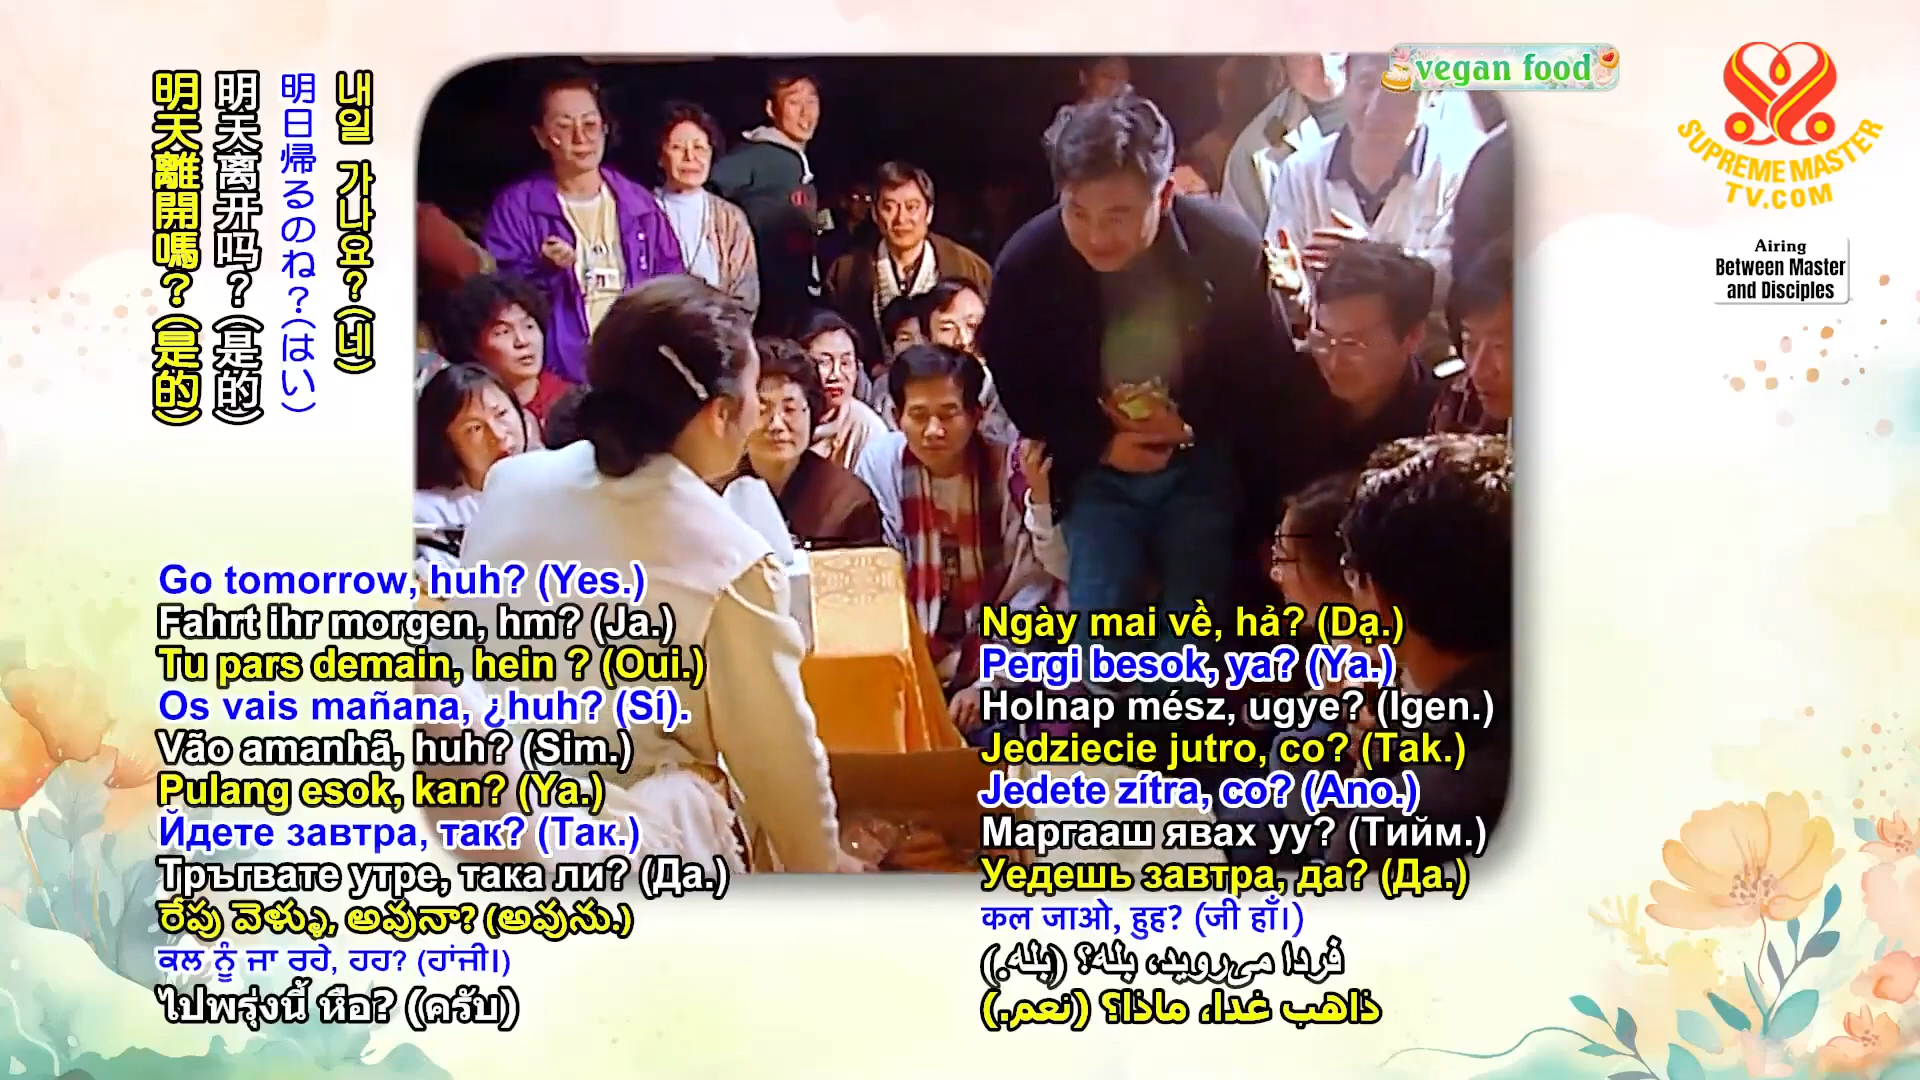 明天離開嗎？(是的)
明天离开吗？(是的)
明日帰るのね？(はい)
내일 가나요？(네)
vegan food
SUPREME MASTER
TV.COM
Airing
Between Master
and Disciples
Go tomorrow, huh? (Yes.)
Fahrt ihr morgen, hm? (Ja.)
Tu pars demain, hein ? (Oui.)
Os vais mañana, ¿huh? (Sí).
Vão amanhã, huh? (Sim.)
Pulang esok, kan? (Ya.)
Йдете завтра, так? (Так.)
Тръгвате утре, така ли? (Да.)
రేపు వెళ్ళు, అవునా? (అవును.)
ਕਲ ਨੂੰ ਜਾ ਰਹੇ, ਹਹ? (ਹਾਂਜੀ।)
ไปพรุ่งนี้ หือ? (ครับ)
Ngày mai về, hả? (Dạ.)
Pergi besok, ya? (Ya.)
Holnap mész, ugye? (Igen.)
Jedziecie jutro, co? (Tak.)
Jedete zítra, co? (Ano.)
Маргааш явах уу? (Тийм.)
Уедешь завтра, да? (Да.)
कल जाओ, हुह? (जी हाँ।)
فردا می‌روید، بله؟ (بله.)
ذاهب غدا، ماذا؟ (نعم.)